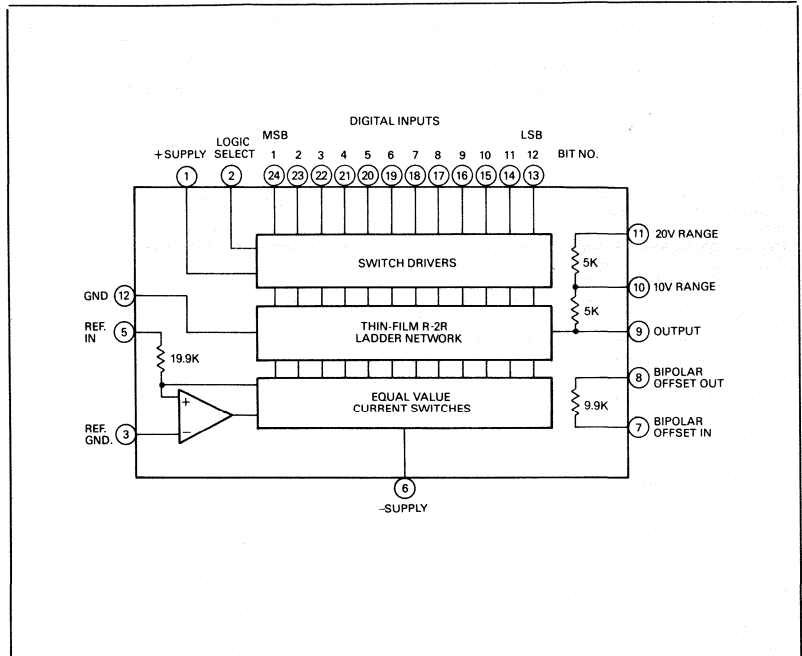 DIGITAL INPUTS
MSB LSB
LOGIC
+SUPPLY SELECT 1 2 3 4 5 6 7 8 9 10 11 12 BIT NO.
1 2 24 23 22 21 20 19 18 17 16 15 14 13
11 20V RANGE
SWITCH DRIVERS 5K
GND 12 10 10V RANGE
5K
REF.
IN 5
THIN-FILM R-2R
LADDER NETWORK
9 OUTPUT
19.9K
8 BIPOLAR
OFFSET OUT
+
EQUAL VALUE
CURRENT SWITCHES
9.9K
REF.
GND. 3
−
7 BIPOLAR
OFFSET IN
6
–SUPPLY